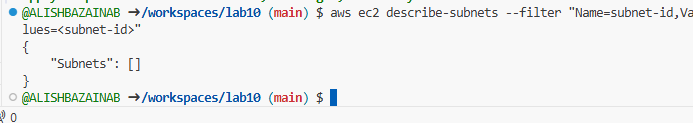 @ALISHBAZAINAB ➜/workspaces/lab10 (main) $ aws ec2 describe-subnets --filter "Name=subnet-id,Va
lues=<subnet-id>"
{
    "Subnets": []
}
@ALISHBAZAINAB ➜/workspaces/lab10 (main) $
0